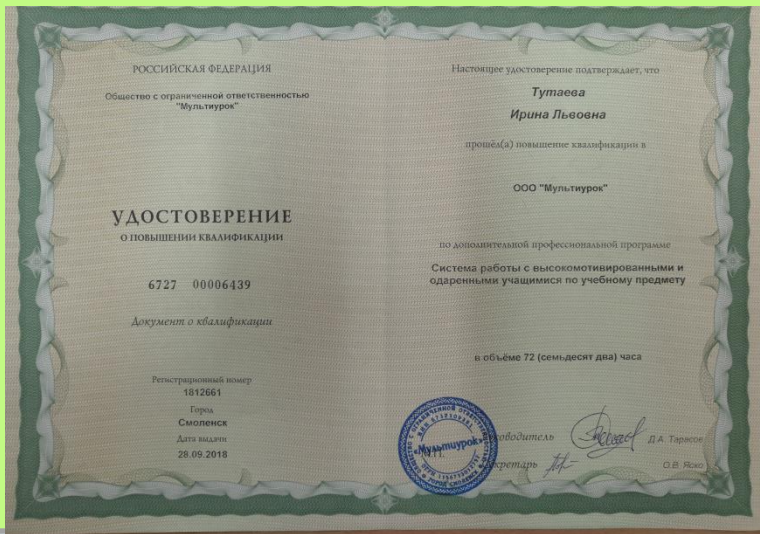 РОССИЙСКАЯ ФЕДЕРАЦИЯ
Общество с ограниченной ответственностью
"Мультиурок"
УДОСТОВЕРЕНИЕ
О ПОВЫШЕНИИ КВАЛИФИКАЦИИ
6727 00006439
Документ о квалификации
Регистрационный номер
1812661
Город
Смоленск
Дата выдачи
28.09.2018
Настоящее удостоверение подтверждает, что
Тутаева
Ирина Львовна
прошёл(а) повышение квалификации в
ООО "Мультиурок"
по дополнительной профессиональной программе
Система работы с высокомотивированными и
одаренными учащимися по учебному предмету
в объёме 72 (семьдесят два) часа
Руководитель Д.А. Тарасов
М.П.
Секретарь О.В. Яско
«Мультиурок»